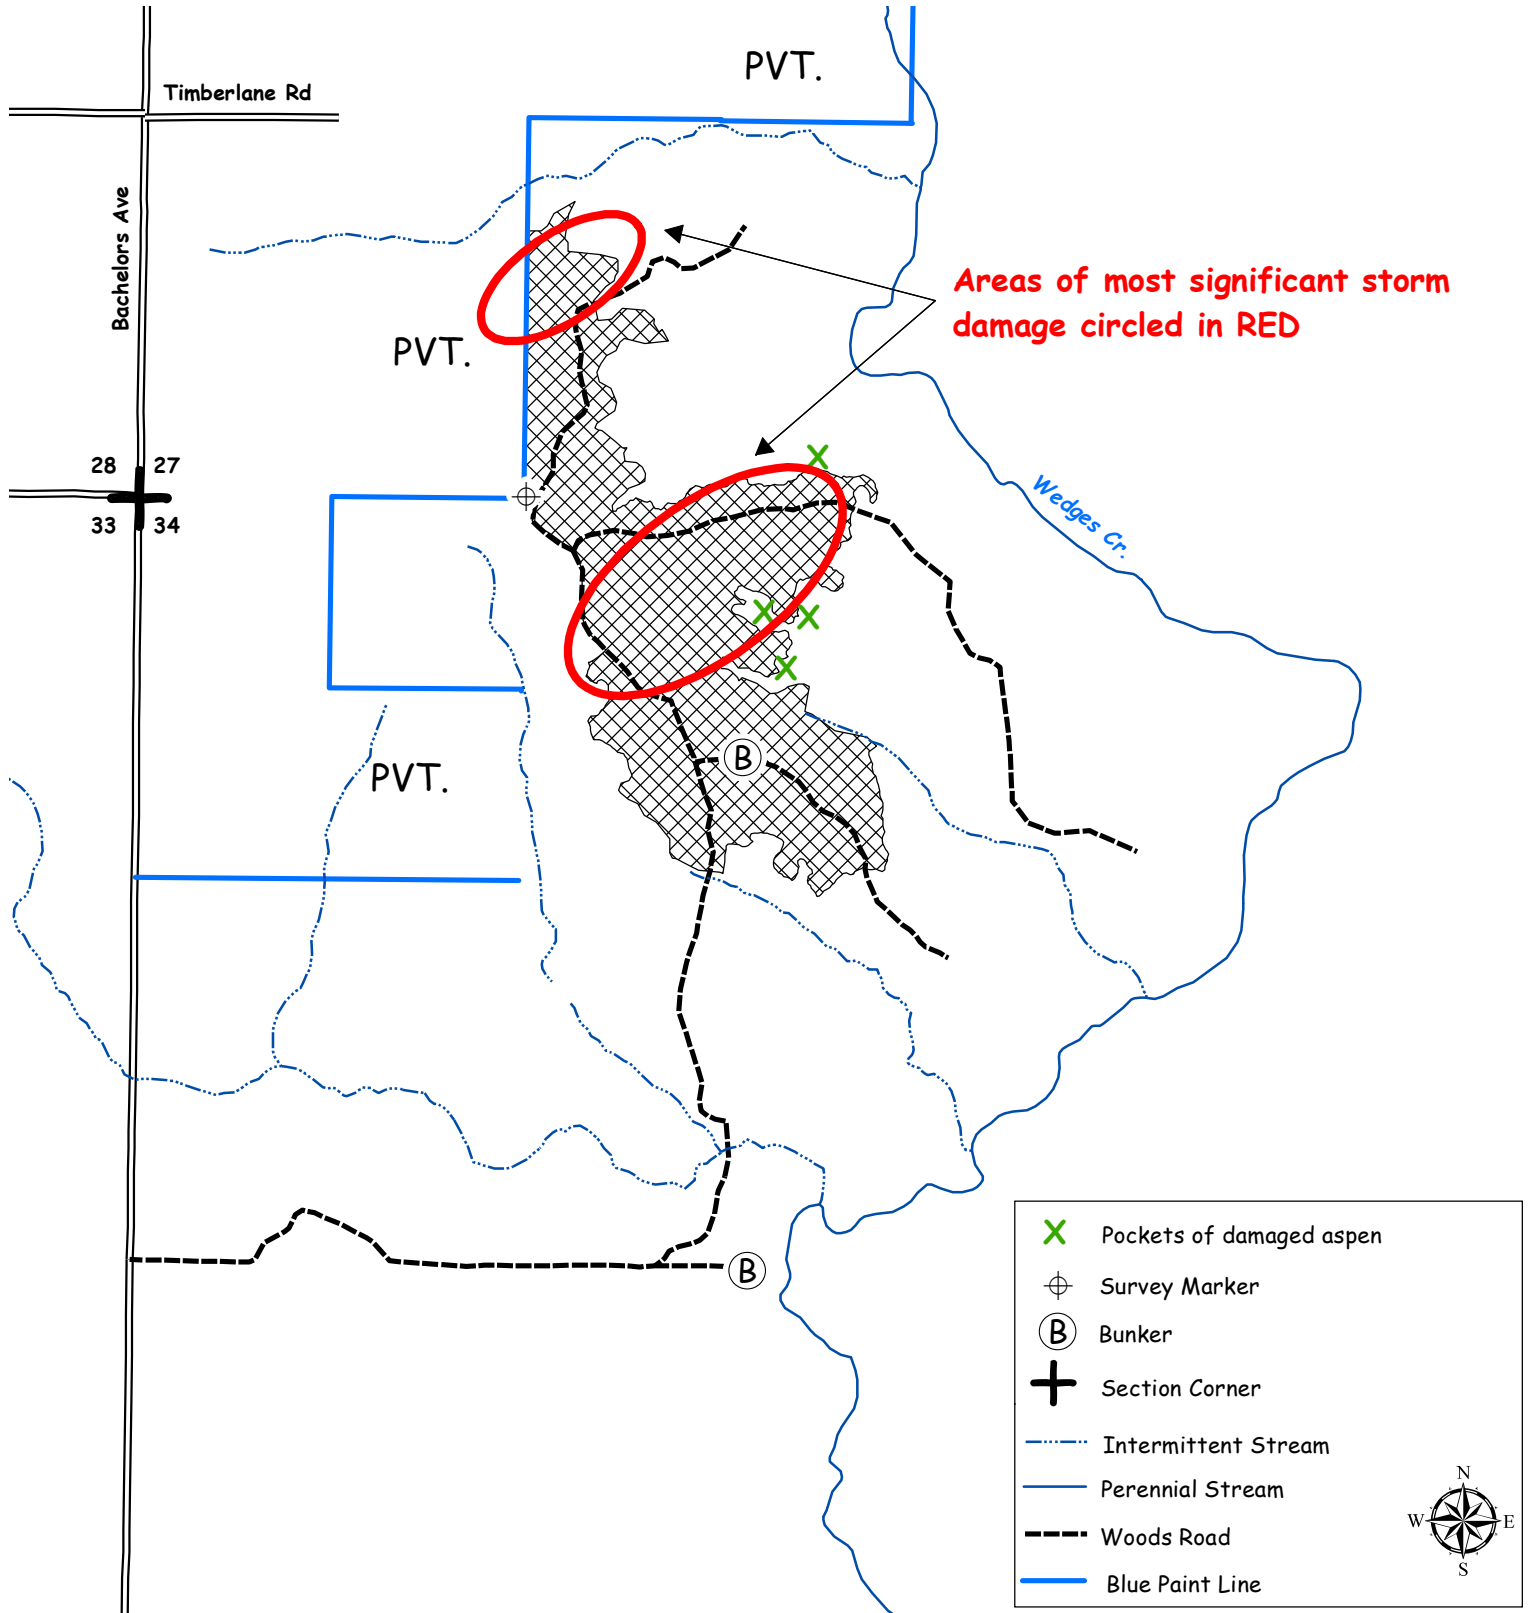 PVT.
Timberlane Rd
Bachelors Ave
Areas of most significant storm
damage circled in RED
PVT.
28 27
33 34
Wedges Cr.
B
PVT.
B
X Pockets of damaged aspen
Survey Marker
B Bunker
Section Corner
Intermittent Stream
Perennial Stream
Woods Road
Blue Paint Line
N
W E
S